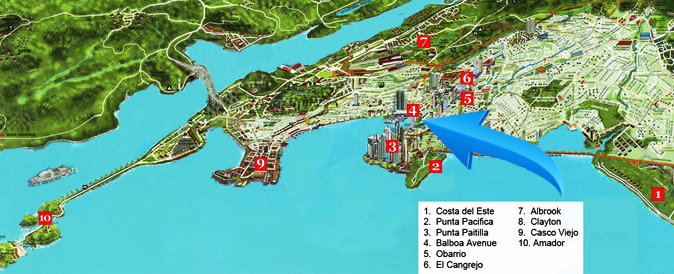 7
6
5
4
3
9
2
1
10
1. Costa del Este
2. Punta Pacifica
3. Punta Paitilla
4. Balboa Avenue
5. Obarrio
6. El Cangrejo
7. Albrook
8. Clayton
9. Casco Viejo
10. Amador